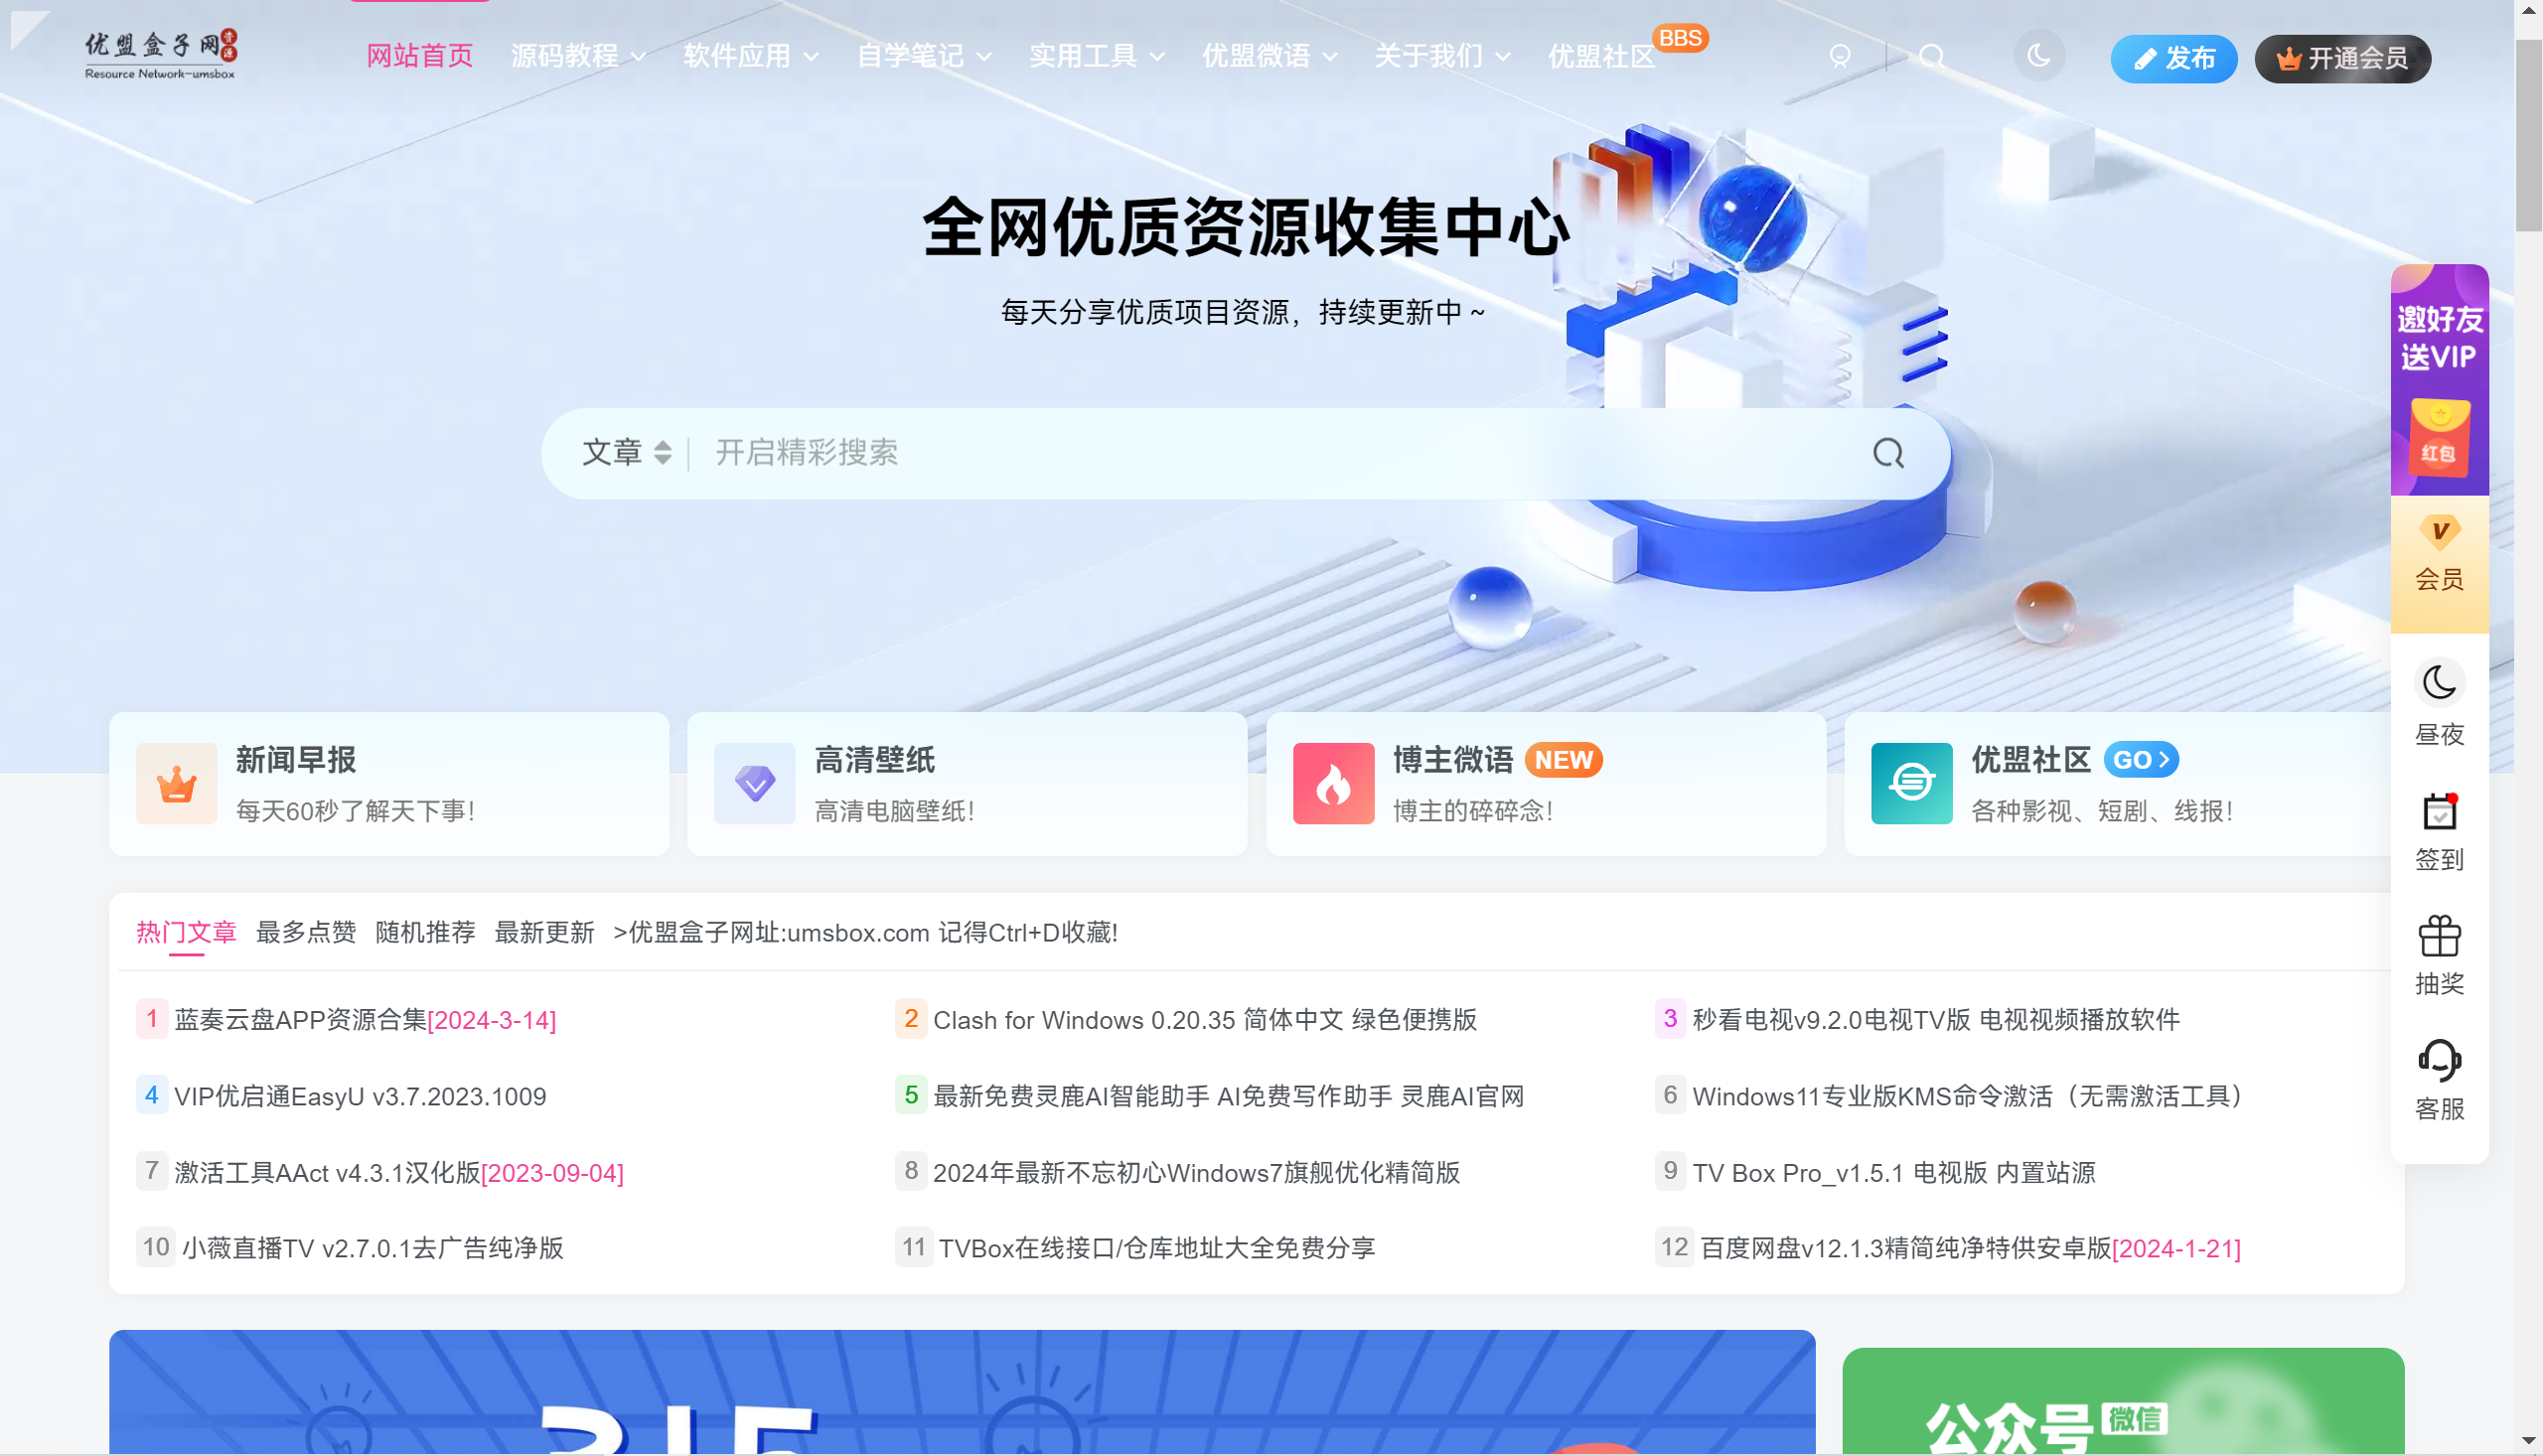 优盟盒子网 资源
Resource Network-umsbox
网站首页 源码教程 软件应用 自学笔记 实用工具 优盟微语 关于我们 优盟社区 BBS 发布 开通会员
全网优质资源收集中心
每天分享优质项目资源，持续更新中 ~
文章 开启精彩搜索
邀好友
送VIP
红包
会员
昼夜
签到
抽奖
客服
新闻早报
每天60秒了解天下事！
高清壁纸
高清电脑壁纸！
博主微语 NEW
博主的碎碎念！
优盟社区 GO
各种影视、短剧、线报！
热门文章 最多点赞 随机推荐 最新更新 >优盟盒子网址:umsbox.com 记得Ctrl+D收藏!
1 蓝奏云盘APP资源合集[2024-3-14]
2 Clash for Windows 0.20.35 简体中文 绿色便携版
3 秒看电视v9.2.0电视TV版 电视视频播放软件
4 VIP优启通EasyU v3.7.2023.1009
5 最新免费灵鹿AI智能助手 AI免费写作助手 灵鹿AI官网
6 Windows11专业版KMS命令激活（无需激活工具）
7 激活工具AAct v4.3.1汉化版[2023-09-04]
8 2024年最新不忘初心Windows7旗舰优化精简版
9 TV Box Pro_v1.5.1 电视版 内置站源
10 小薇直播TV v2.7.0.1去广告纯净版
11 TVBox在线接口/仓库地址大全免费分享
12 百度网盘v12.1.3精简纯净特供安卓版[2024-1-21]
315
公众号 微信